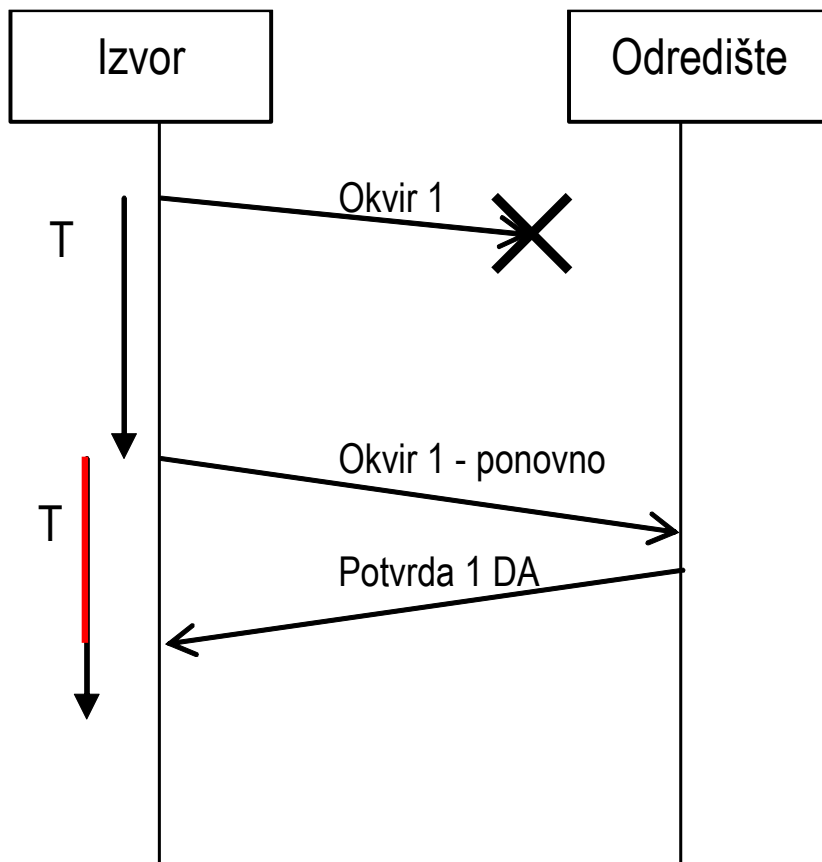 Izvor
Odredište
Okvir 1
T
Okvir 1 - ponovno
T
Potvrda 1 DA